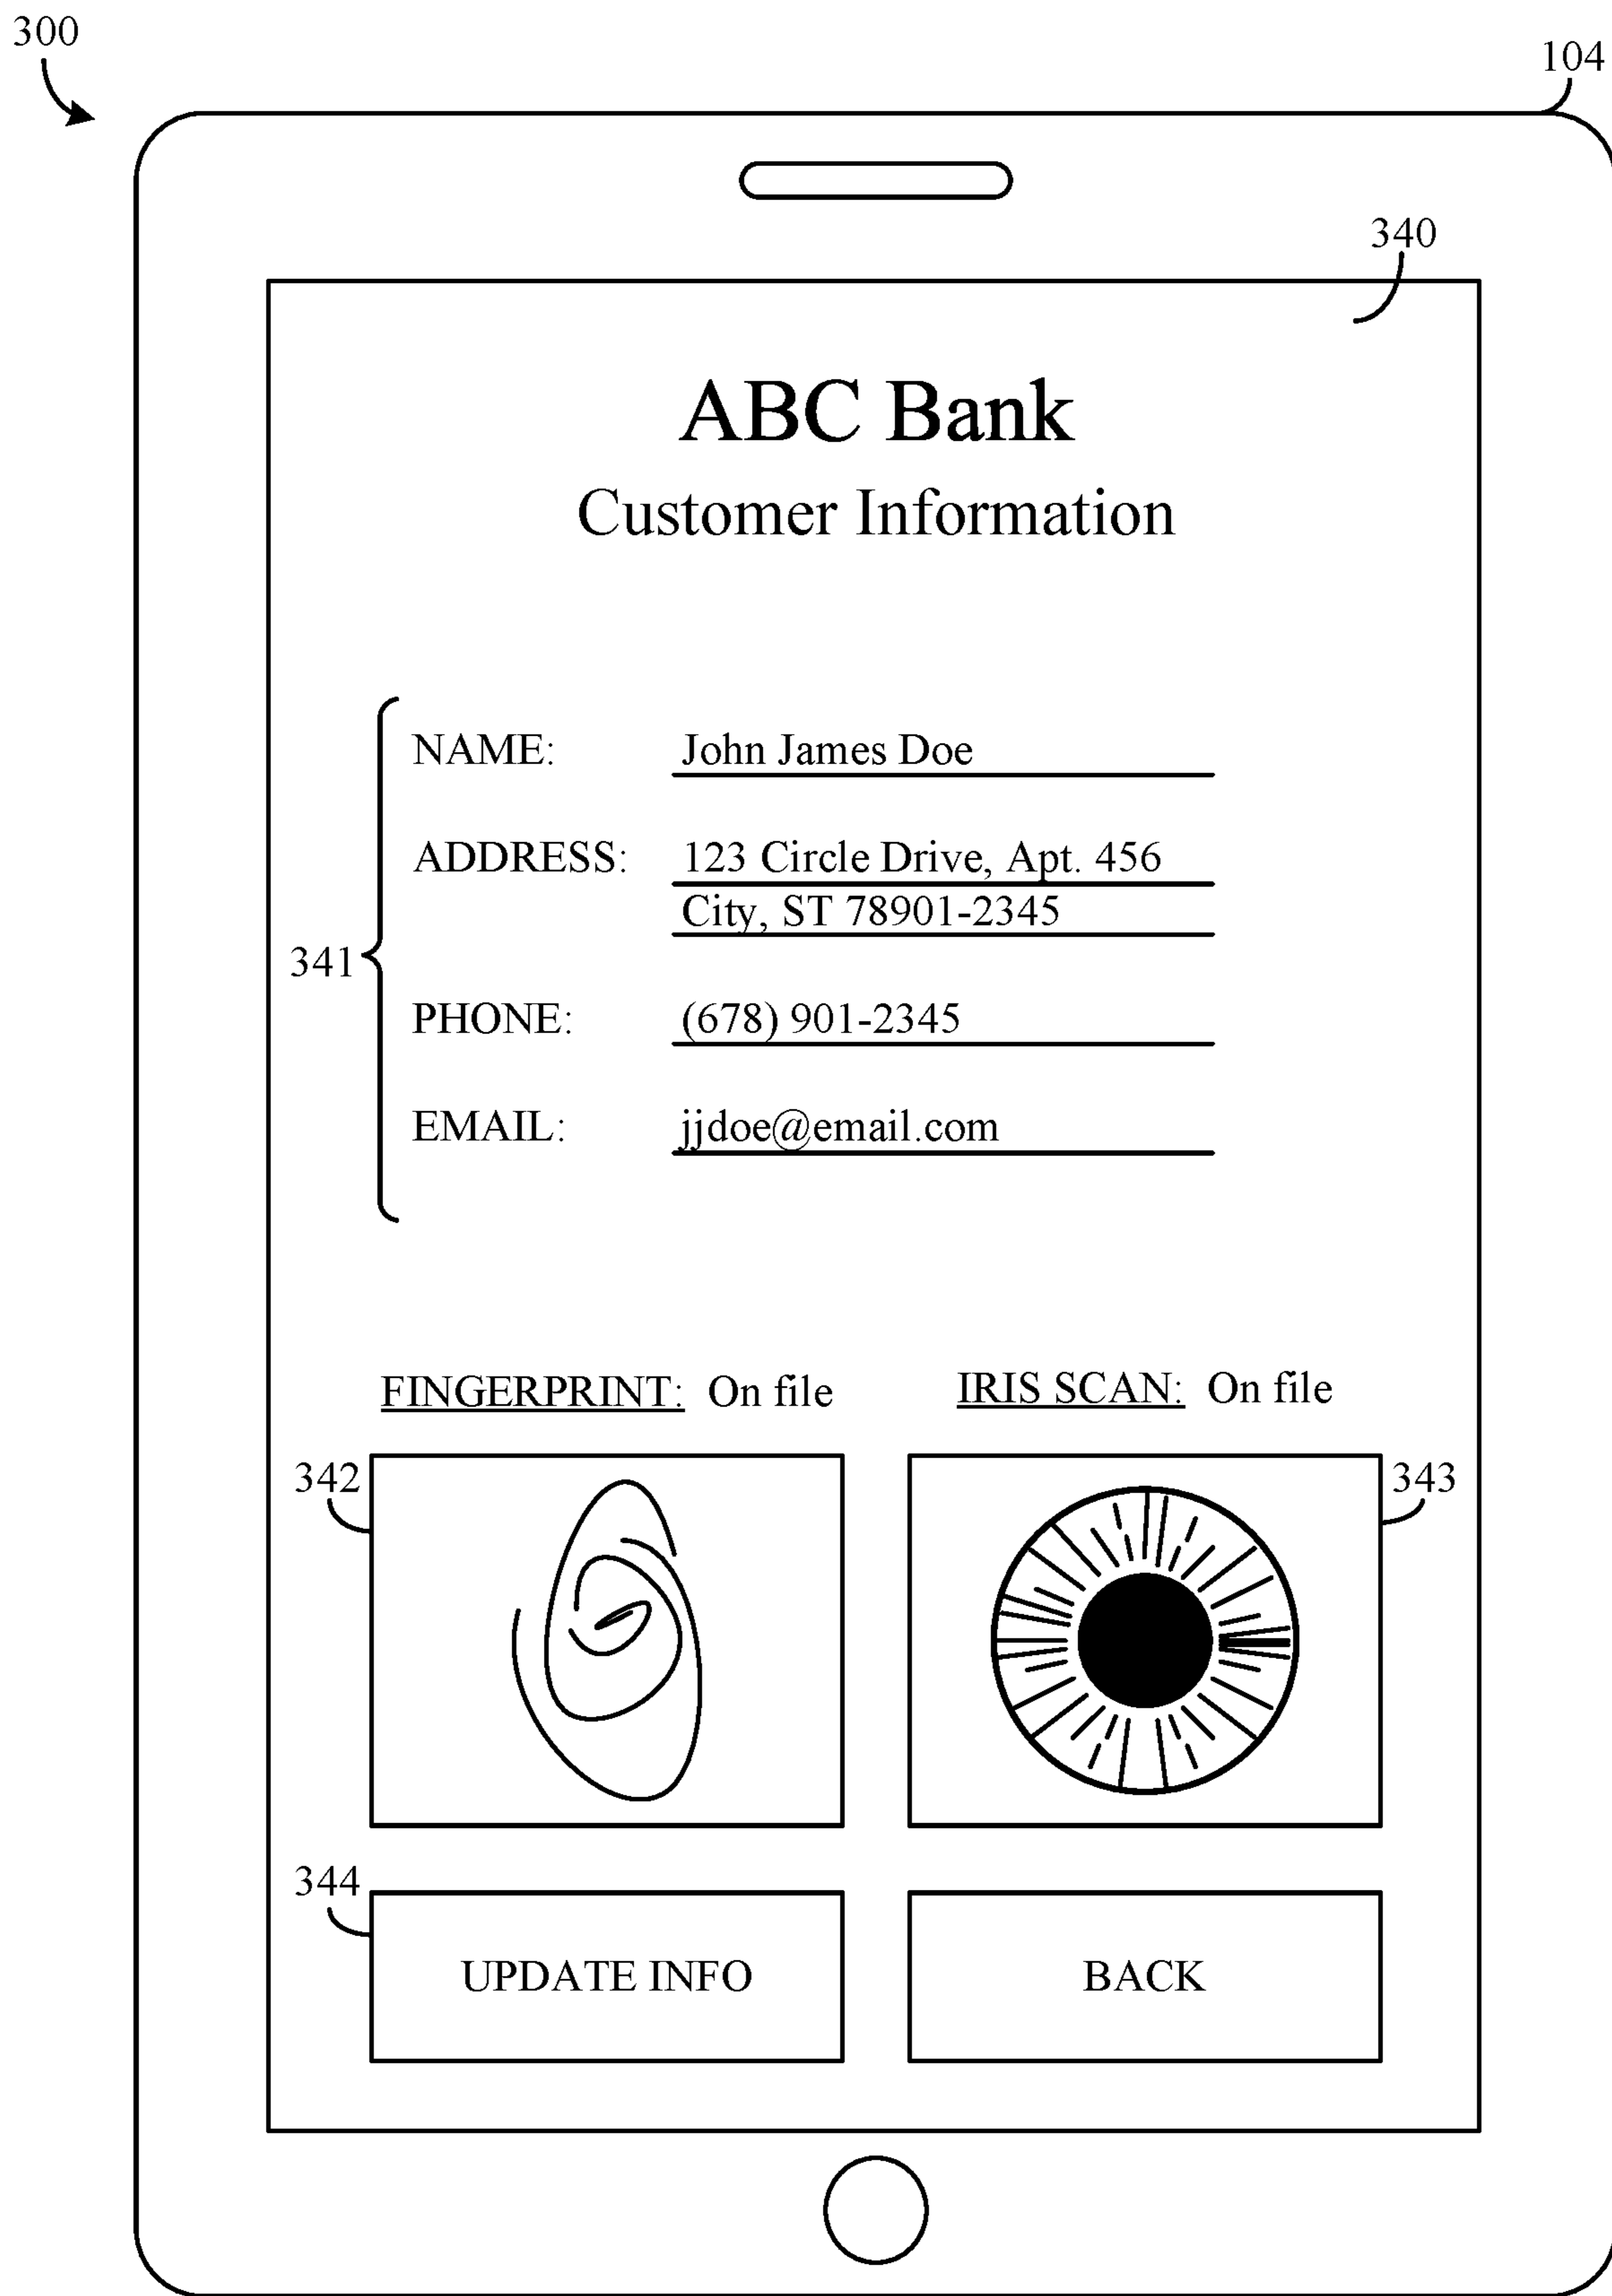 300
104
340
ABC Bank
Customer Information
NAME: John James Doe
ADDRESS: 123 Circle Drive, Apt. 456
City, ST 78901-2345
341
PHONE: (678) 901-2345
EMAIL: jjdoe@email.com
FINGERPRINT: On file IRIS SCAN: On file
342 343
344
UPDATE INFO BACK